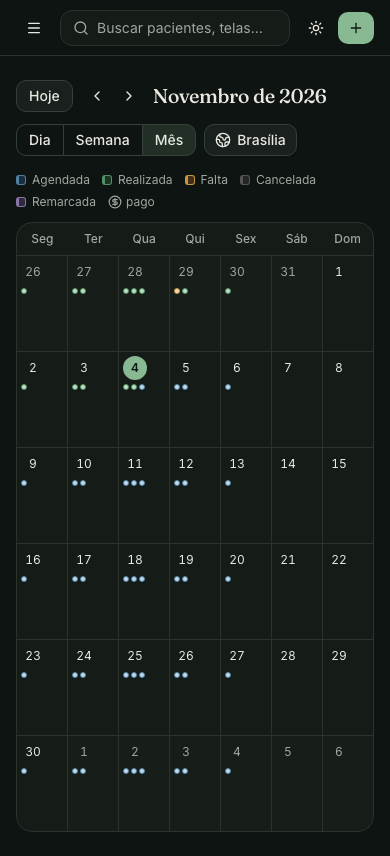 Buscar pacientes, telas...
Hoje
Novembro de 2026
Dia Semana Mês Brasília
Agendada Realizada Falta Cancelada
Remarcada pago
Seg Ter Qua Qui Sex Sáb Dom
26 27 28 29 30 31 1
2 3 4 5 6 7 8
9 10 11 12 13 14 15
16 17 18 19 20 21 22
23 24 25 26 27 28 29
30 1 2 3 4 5 6